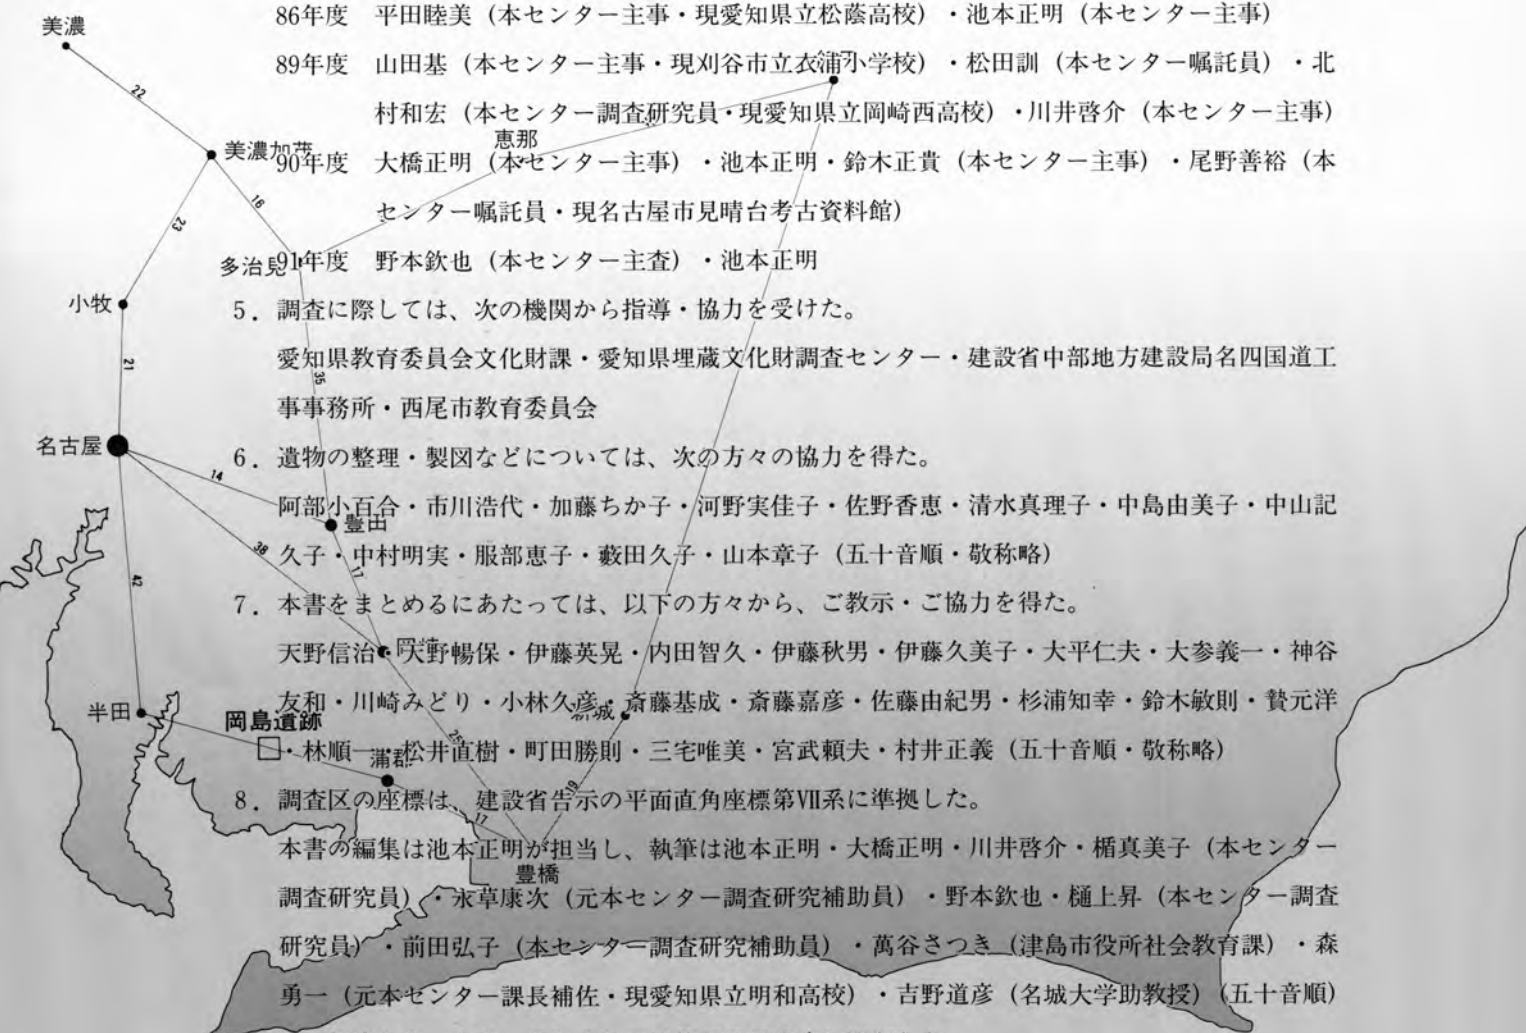 86年度 平田睦美（本センター主事・現愛知県立松蔭高校）・池本正明（本センター主事）
89年度 山田基（本センター主事・現刈谷市立衣浦小学校）・松田訓（本センター嘱託員）・北
村和宏（本センター調査研究員・現愛知県立岡崎西高校）・川井啓介（本センター主事）
90年度 大橋正明（本センター主事）・池本正明・鈴木正貴（本センター主事）・尾野善裕（本
センター嘱託員・現名古屋市見晴台考古資料館）
91年度 野本欽也（本センター主査）・池本正明
5．調査に際しては、次の機関から指導・協力を受けた。
愛知県教育委員会文化財課・愛知県埋蔵文化財調査センター・建設省中部地方建設局名四国道工
事事務所・西尾市教育委員会
6．遺物の整理・製図などについては、次の方々の協力を得た。
阿部小百合・市川浩代・加藤ちか子・河野実佳子・佐野香恵・清水真理子・中島由美子・中山記
久子・中村明実・服部恵子・藪田久子・山本章子（五十音順・敬称略）
7．本書をまとめるにあたっては、以下の方々から、ご教示・ご協力を得た。
天野信治・天野暢保・伊藤英晃・内田智久・伊藤秋男・伊藤久美子・大平仁夫・大参義一・神谷
友和・川崎みどり・小林久彦・斎藤基成・斎藤嘉彦・佐藤由紀男・杉浦知幸・鈴木敏則・贄元洋
・林順一・松井直樹・町田勝則・三宅唯美・宮武頼夫・村井正義（五十音順・敬称略）
8．調査区の座標は、建設省告示の平面直角座標第Ⅶ系に準拠した。
本書の編集は池本正明が担当し、執筆は池本正明・大橋正明・川井啓介・楯真美子（本センター
調査研究員）・永草康次（元本センター調査研究補助員）・野本欽也・樋上昇（本センター調査
研究員）・前田弘子（本センター調査研究補助員）・萬谷さつき（津島市役所社会教育課）・森
勇一（元本センター課長補佐・現愛知県立明和高校）・吉野道彦（名城大学助教授）（五十音順）
美濃
22
美濃加茂
恵那
16
23
多治見
小牧
21
35
名古屋
14
豊田
38
17
42
岡崎
半田
岡島遺跡
新城
25
蒲郡
19
17
豊橋